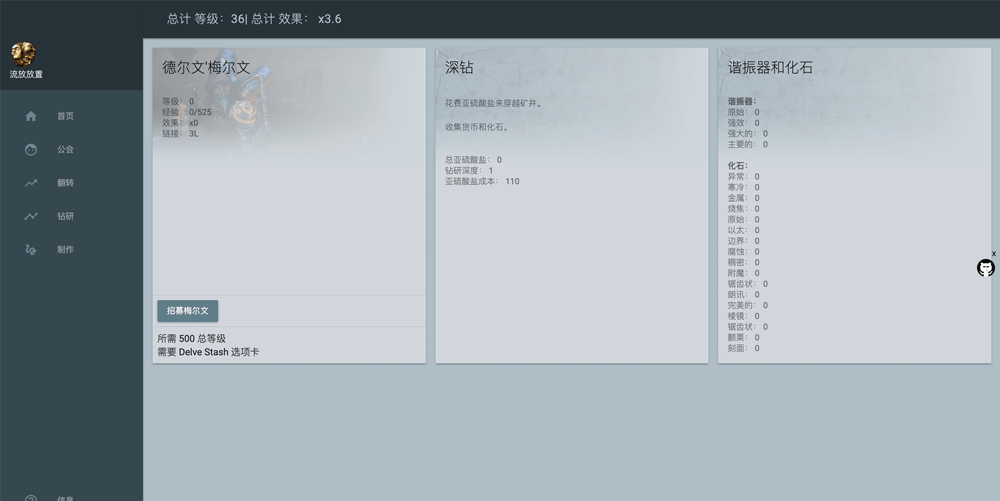 总计 等级：36| 总计 效果： x3.6
流放放置
首页
公会
翻转
钻研
制作
信息
德尔文'梅尔文
等级： 0
经验： 0/525
效果： x0
链接： 3L
招募梅尔文
所需 500 总等级
需要 Delve Stash 选项卡
深钻
花费亚硫酸盐来穿越矿井。
收集货币和化石。
总亚硫酸盐： 0
钻研深度： 1
亚硫酸盐成本： 110
谐振器和化石
谐振器：
原始： 0
强效： 0
强大的： 0
主要的： 0
化石：
异常： 0
寒冷： 0
金属： 0
烧焦： 0
原始： 0
以太： 0
边界： 0
腐蚀： 0
稠密： 0
附魔： 0
锯齿状： 0
朗讯： 0
完美的： 0
棱镜： 0
锯齿状： 0
颤栗： 0
刻面： 0
x